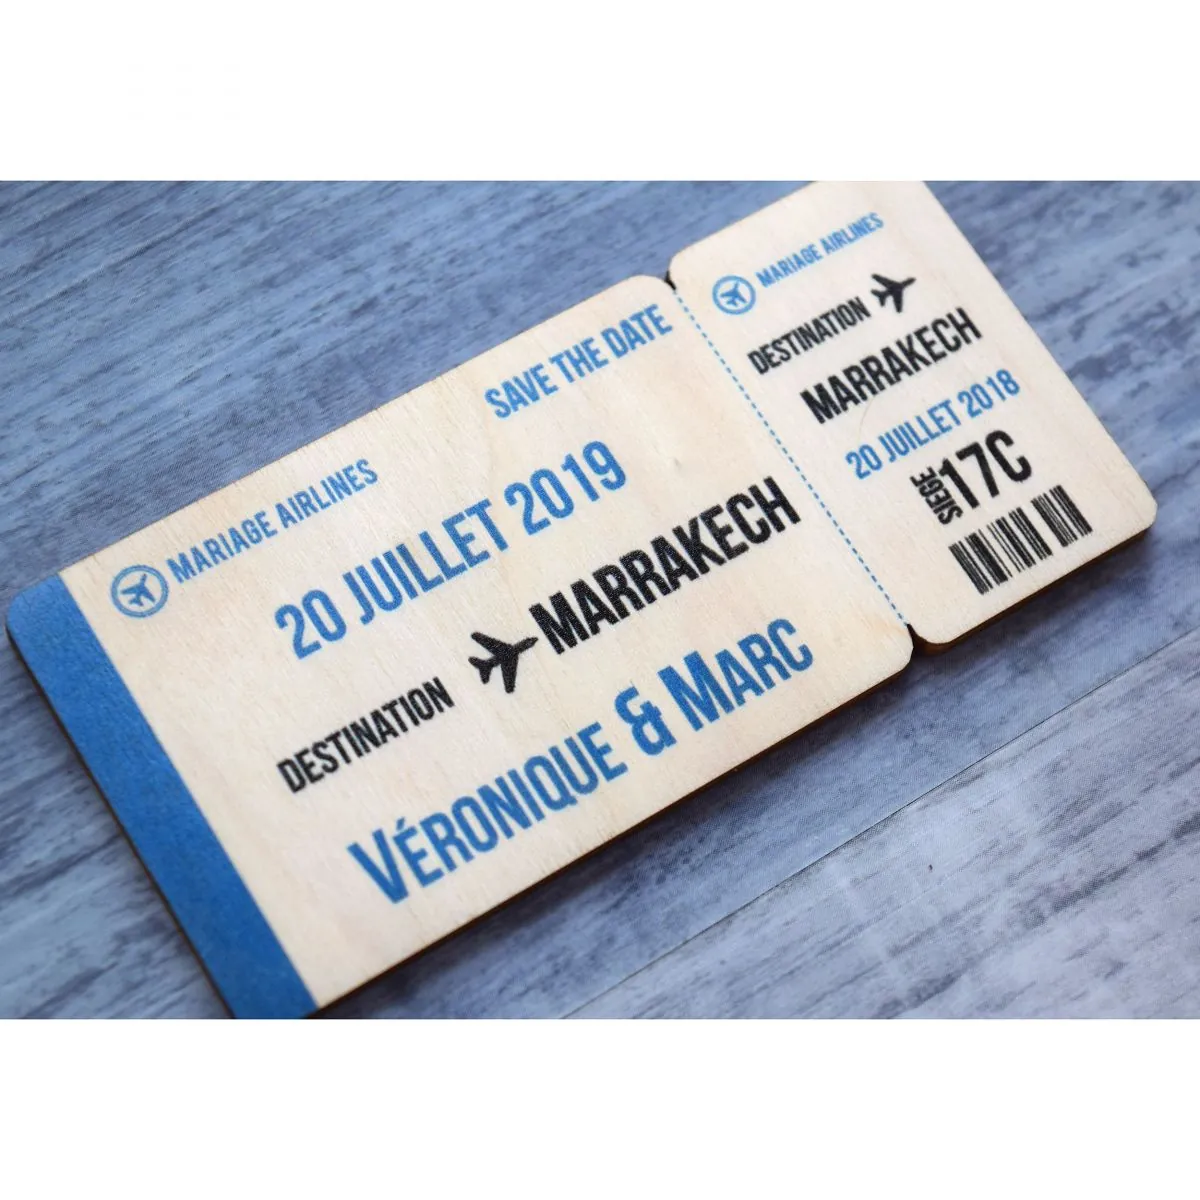 MARIAGE AIRLINES
SAVE THE DATE
20 JUILLET 2019
DESTINATION MARRAKECH
VÉRONIQUE & MARC
MARIAGE AIRLINES
DESTINATION
MARRAKECH
20 JUILLET 2018
SIEGE 17C